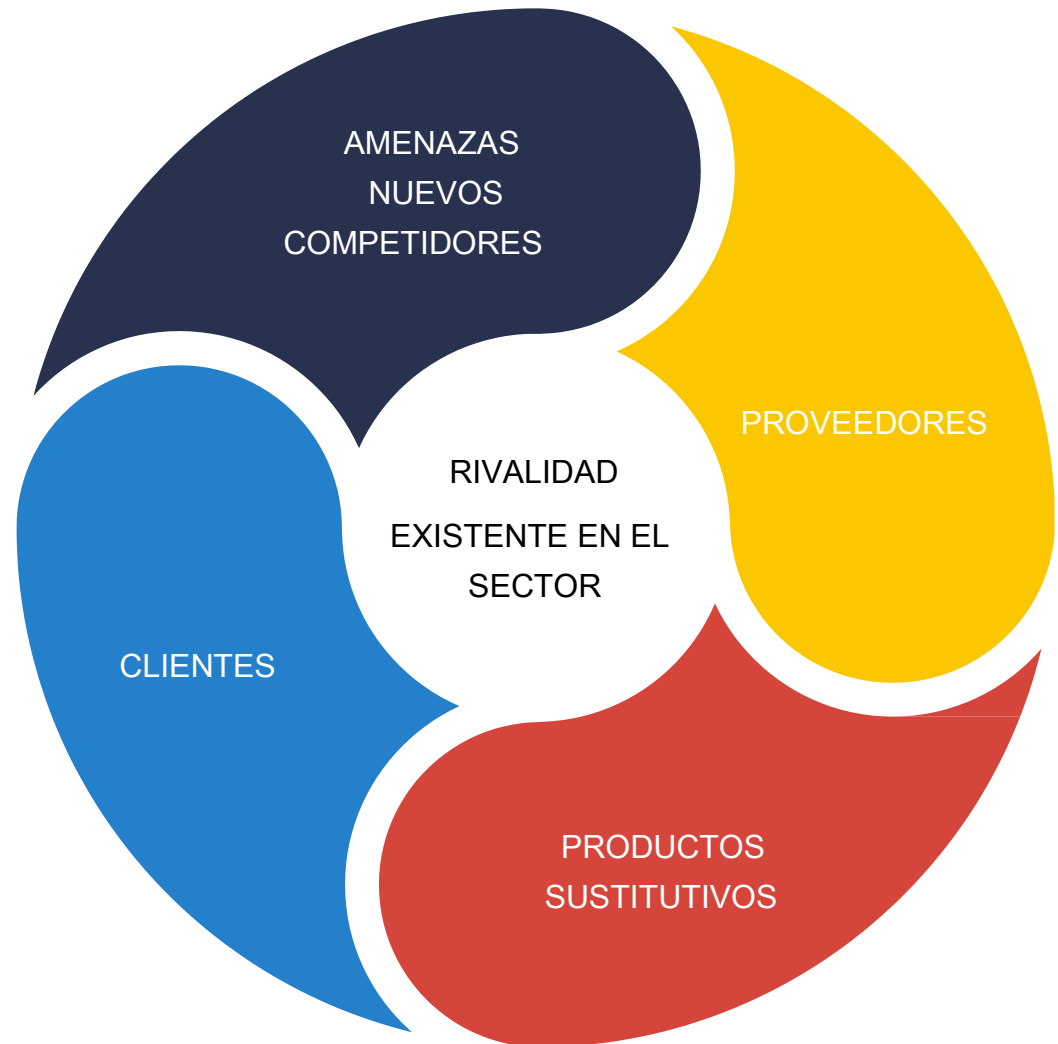 AMENAZAS
NUEVOS
COMPETIDORES
PROVEEDORES
RIVALIDAD
EXISTENTE EN EL
SECTOR
CLIENTES
PRODUCTOS
SUSTITUTIVOS